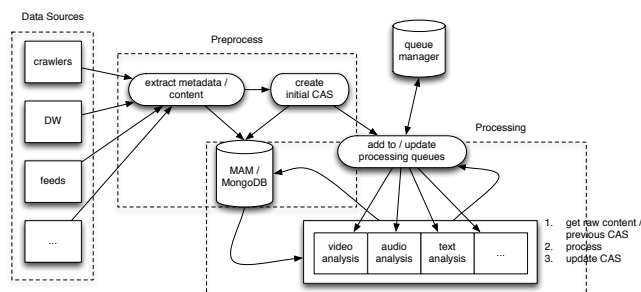 Data Sources
crawlers
DW
feeds
...
Preprocess
extract metadata /
content
create
initial CAS
MAM /
MongoDB
queue
manager
Processing
add to / update
processing queues
video
analysis
audio
analysis
text
analysis
...
1. get raw content /
previous CAS
2. process
3. update CAS